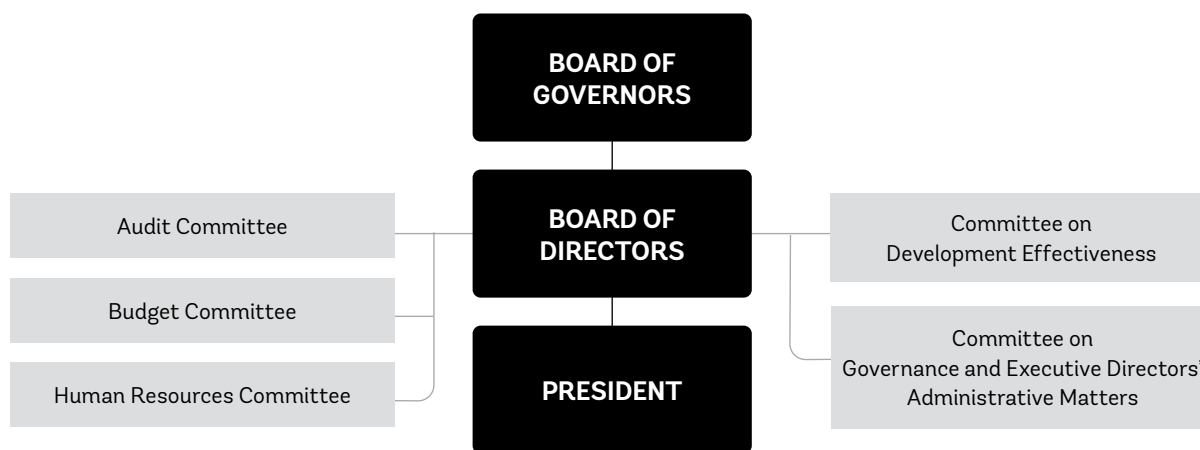 BOARD OF
GOVERNORS
Audit Committee
Budget Committee
Human Resources Committee
BOARD OF
DIRECTORS
PRESIDENT
Committee on
Development Effectiveness
Committee on
Governance and Executive Directors'
Administrative Matters